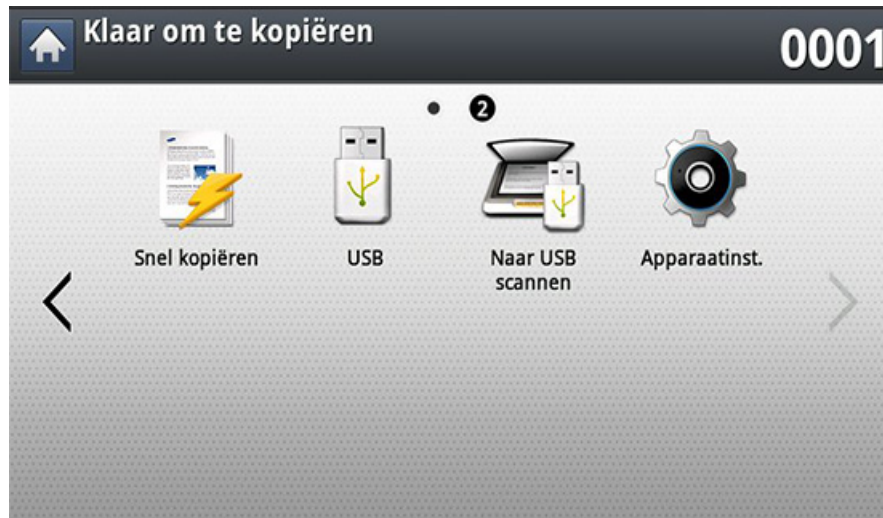 Klaar om te kopiëren
0001
2
Snel kopiëren
USB
Naar USB
scannen
Apparaatinst.